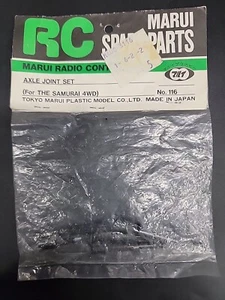 RC
MARUI
SPARE PARTS
MARUI RADIO CONT
AXLE JOINT SET
(For THE SAMURAI 4WD)
No. 116
TOKYO MARUI PLASTIC MODEL CO.,LTD. MADE IN JAPAN